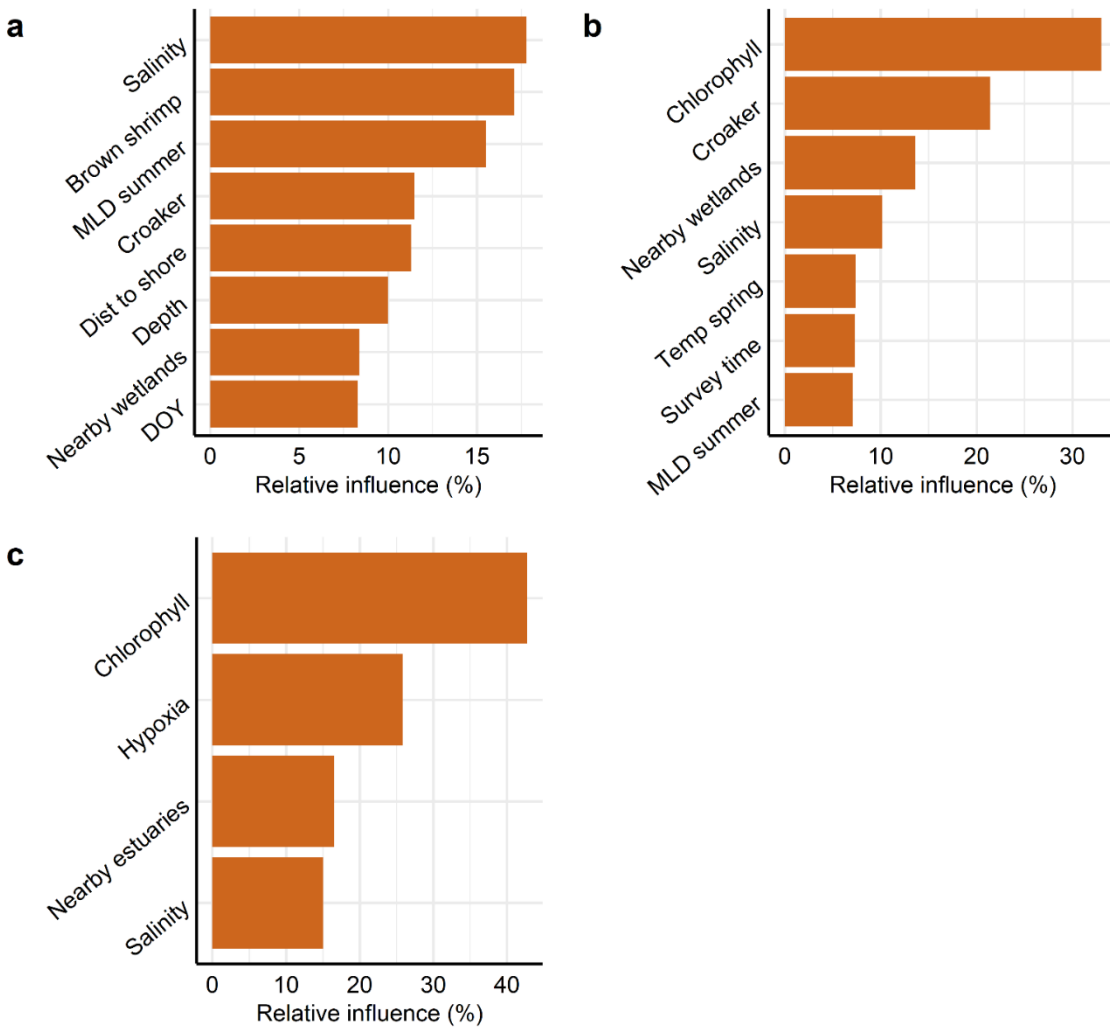 a
Salinity
Brown shrimp
MLD summer
Croaker
Dist to shore
Depth
Nearby wetlands
DOY
0 5 10 15
Relative influence (%)
b
Chlorophyll
Croaker
Nearby wetlands
Salinity
Temp spring
Survey time
MLD summer
0 10 20 30
Relative influence (%)
c
Chlorophyll
Hypoxia
Nearby estuaries
Salinity
0 10 20 30 40
Relative influence (%)